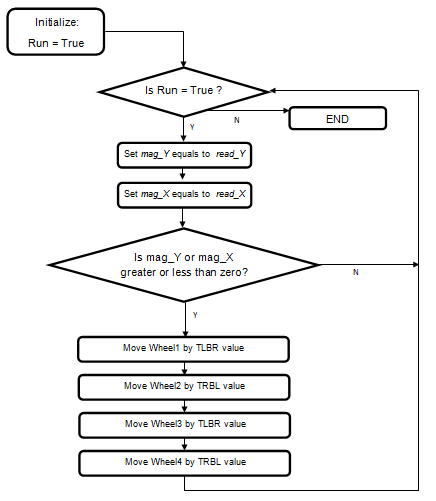 Initialize:
Run = True
Is Run = True ?
N
END
Y
Set mag_Y equals to read_Y
Set mag_X equals to read_X
Is mag_Y or mag_X
greater or less than zero?
N
Y
Move Wheel1 by TLBR value
Move Wheel2 by TRBL value
Move Wheel3 by TLBR value
Move Wheel4 by TRBL value